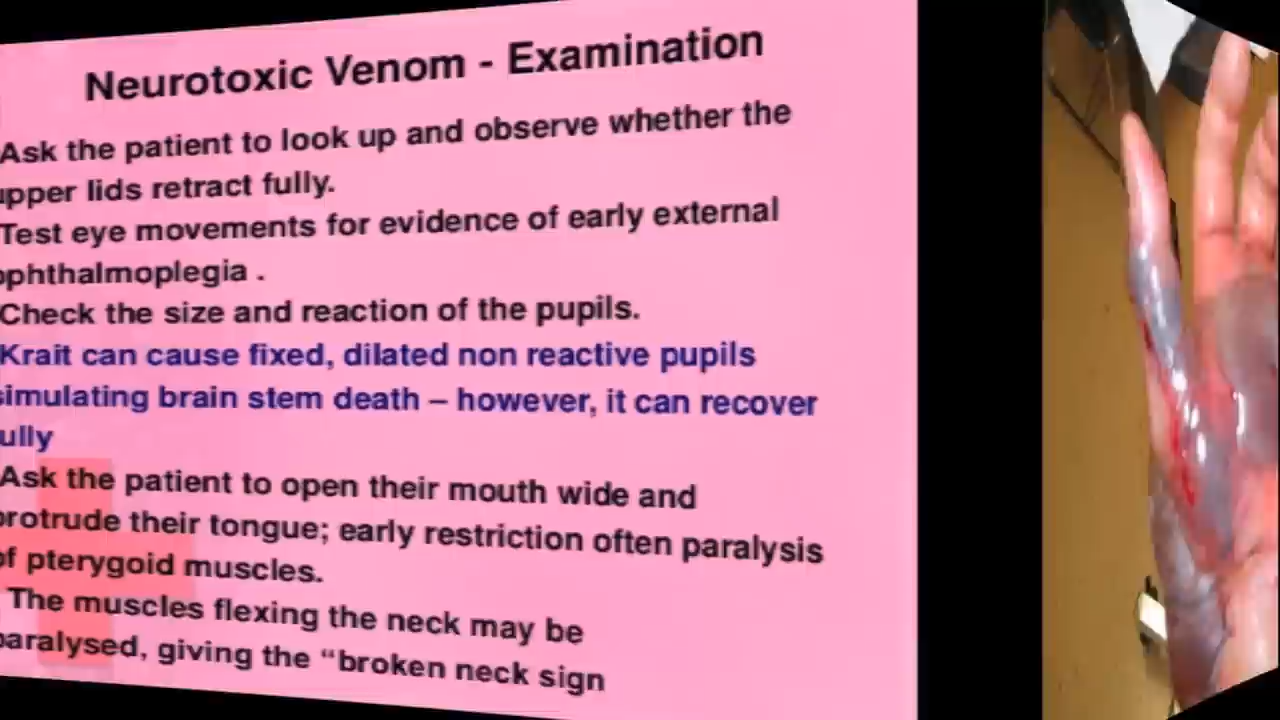 Neurotoxic Venom - Examination
Ask the patient to look up and observe whether the
upper lids retract fully.
Test eye movements for evidence of early external
ophthalmoplegia .
Check the size and reaction of the pupils.
Krait can cause fixed, dilated non reactive pupils
simulating brain stem death – however, it can recover
ully
Ask the patient to open their mouth wide and
protrude their tongue; early restriction often paralysis
of pterygoid muscles.
The muscles flexing the neck may be
paralysed, giving the “broken neck sign